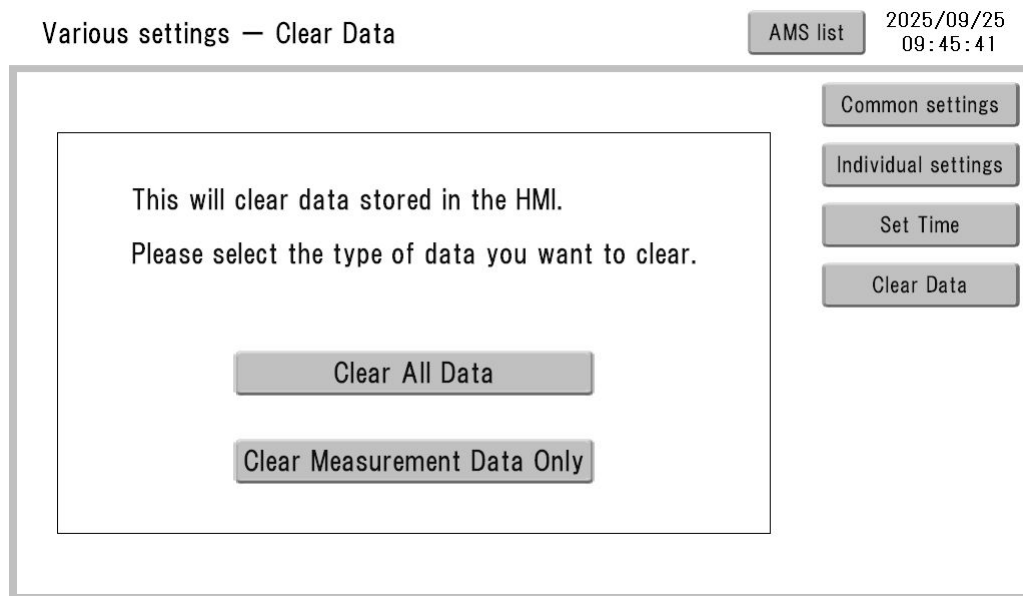 Various settings — Clear Data
AMS list
2025/09/25
09:45:41
Common settings
Individual settings
Set Time
Clear Data
This will clear data stored in the HMI.
Please select the type of data you want to clear.
Clear All Data
Clear Measurement Data Only